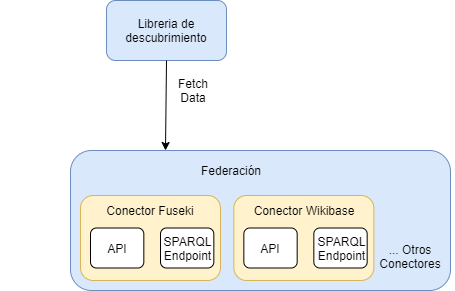 Libreria de
descubrimiento
Fetch
Data
Federación
Conector Fuseki
Conector Wikibase
API
SPARQL
Endpoint
API
SPARQL
Endpoint
... Otros
Conectores